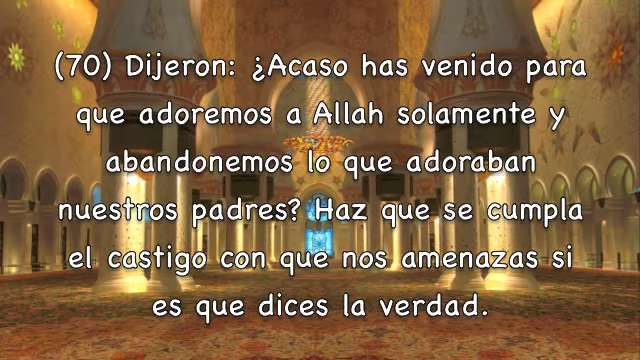 (70) Dijeron: ¿Acaso has venido para
que adoremos a Allah solamente y
abandonemos lo que adoraban
nuestros padres? Haz que se cumpla
el castigo con que nos amenazas si
es que dices la verdad.